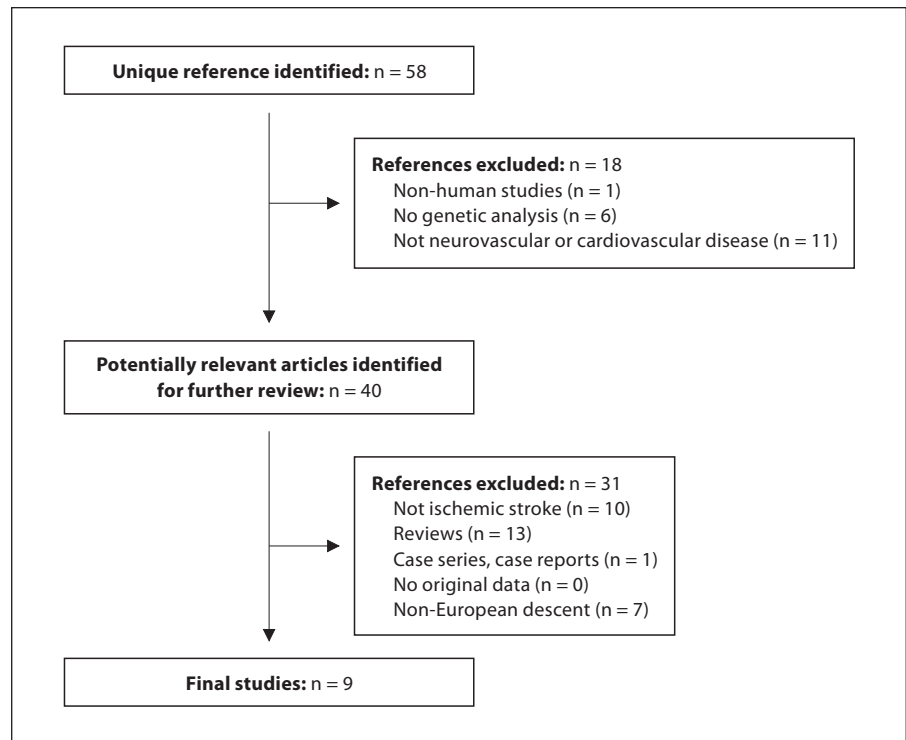 Unique reference identified: n = 58
References excluded: n = 18
Non-human studies (n = 1)
No genetic analysis (n = 6)
Not neurovascular or cardiovascular disease (n = 11)
Potentially relevant articles identified
for further review: n = 40
References excluded: n = 31
Not ischemic stroke (n = 10)
Reviews (n = 13)
Case series, case reports (n = 1)
No original data (n = 0)
Non-European descent (n = 7)
Final studies: n = 9